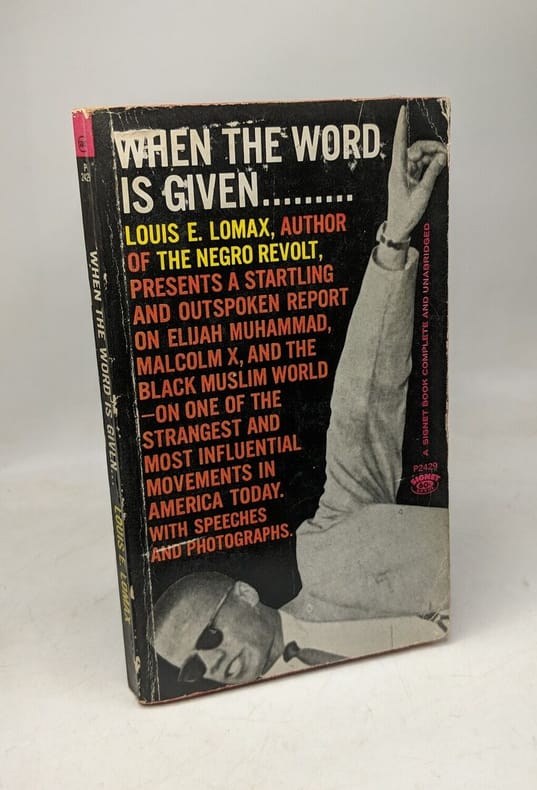 WHEN THE WORD
IS GIVEN.........
LOUIS E. LOMAX, AUTHOR
OF THE NEGRO REVOLT,
PRESENTS A STARTLING
AND OUTSPOKEN REPORT
ON ELIJAH MUHAMMAD,
MALCOLM X, AND THE
BLACK MUSLIM WORLD
—ON ONE OF THE
STRANGEST AND
MOST INFLUENTIAL
MOVEMENTS IN
AMERICA TODAY.
WITH SPEECHES
AND PHOTOGRAPHS.
A SIGNET BOOK COMPLETE AND UNABRIDGED
P2429
SIGNET
60c
WHEN THE WORD IS GIVEN... LOUIS E. LOMAX